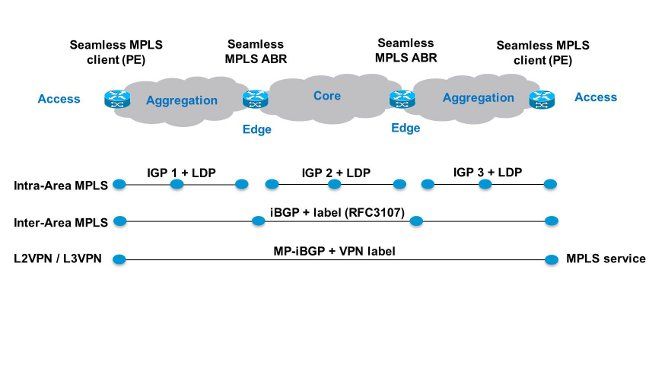 Seamless MPLS
client (PE)
Seamless
MPLS ABR
Seamless
MPLS ABR
Seamless MPLS
client (PE)
Access
Aggregation
Core
Aggregation
Access
Edge
Edge
IGP 1 + LDP
IGP 2 + LDP
IGP 3 + LDP
Intra-Area MPLS
iBGP + label (RFC3107)
Inter-Area MPLS
MP-iBGP + VPN label
L2VPN / L3VPN
MPLS service